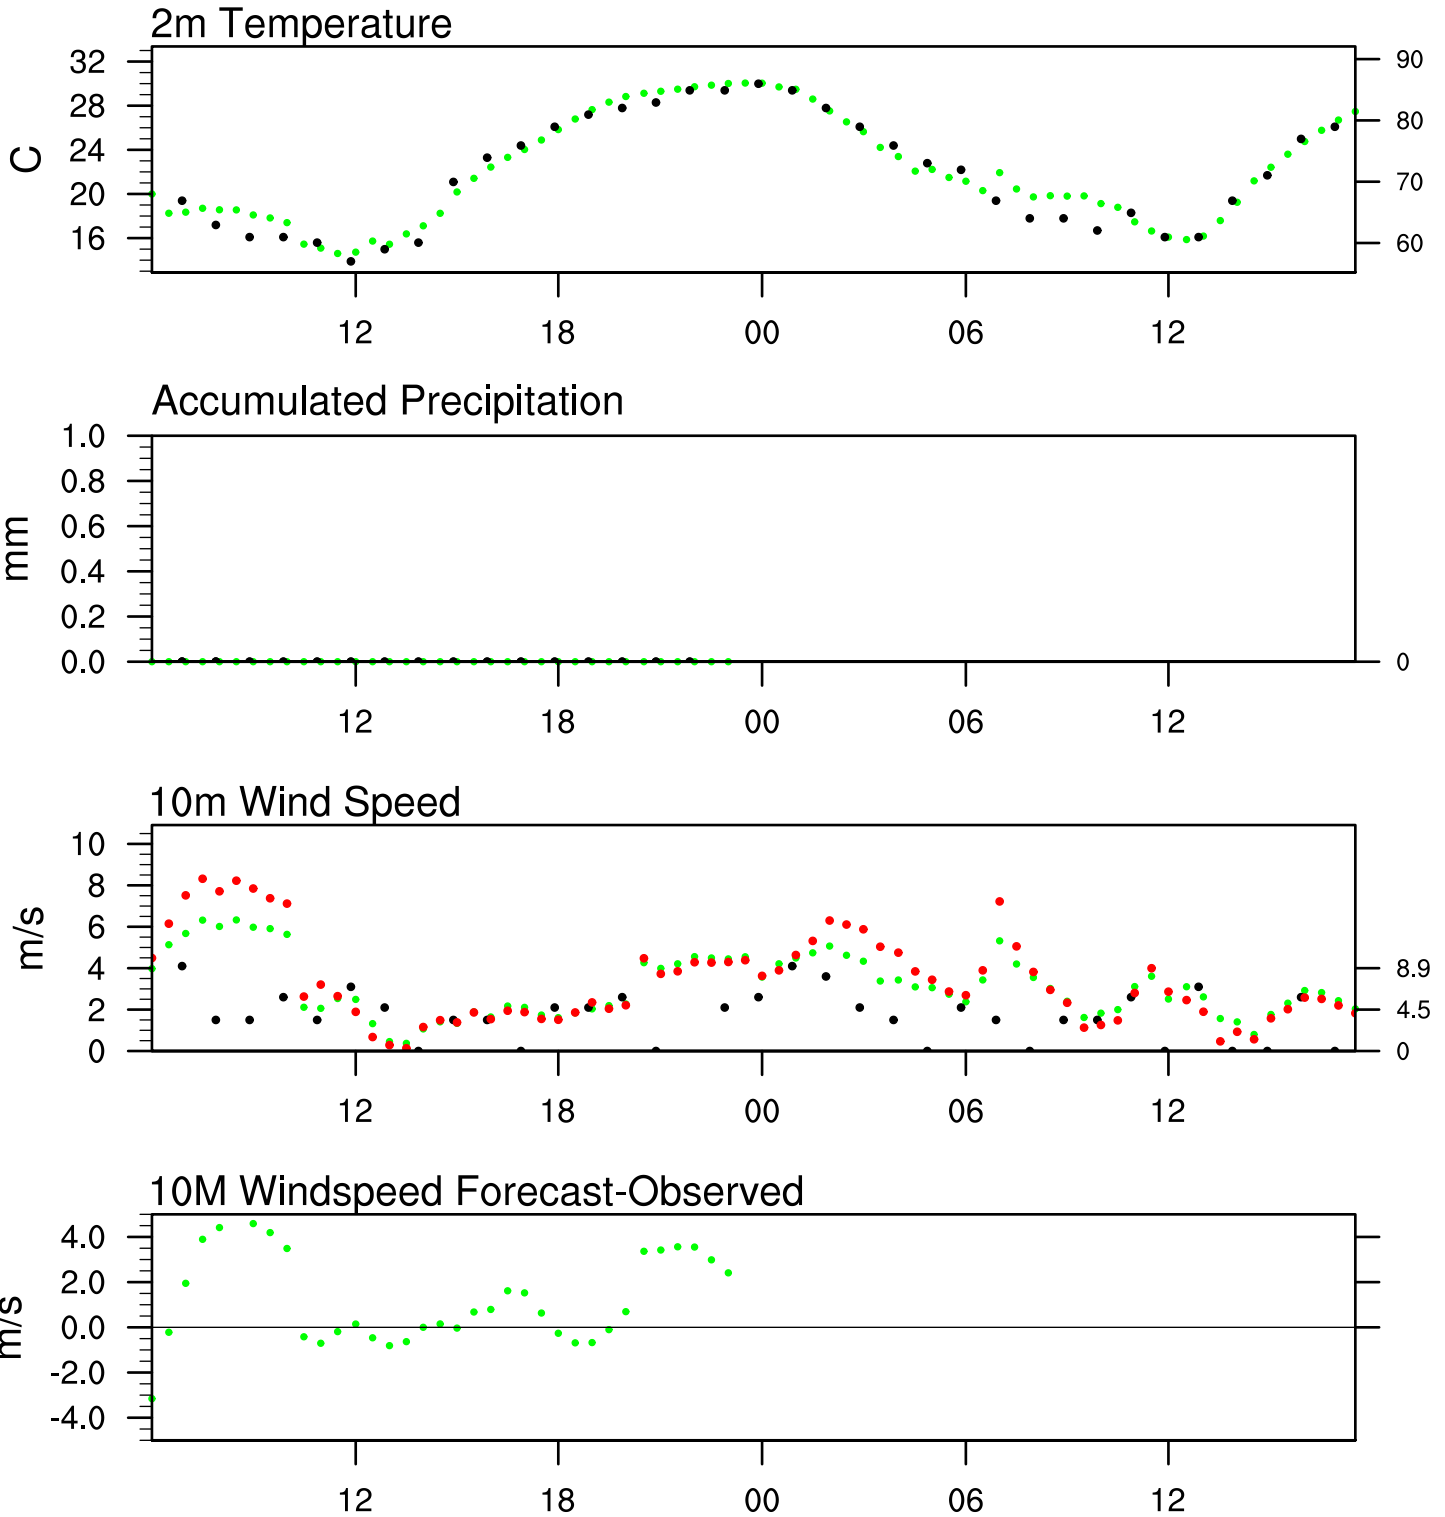 2m Temperature
32 90
28
80
24
C
20 70
16 60
12 18 00 06 12
Accumulated Precipitation
1.0
0.8
0.6
mm
0.4
0.2
0.0 0
12 18 00 06 12
10m Wind Speed
10
8
6
m/s
4 8.9
2 4.5
0 0
12 18 00 06 12
10M Windspeed Forecast-Observed
4.0
2.0
0.0
m/s
-2.0
-4.0
12 18 00 06 12